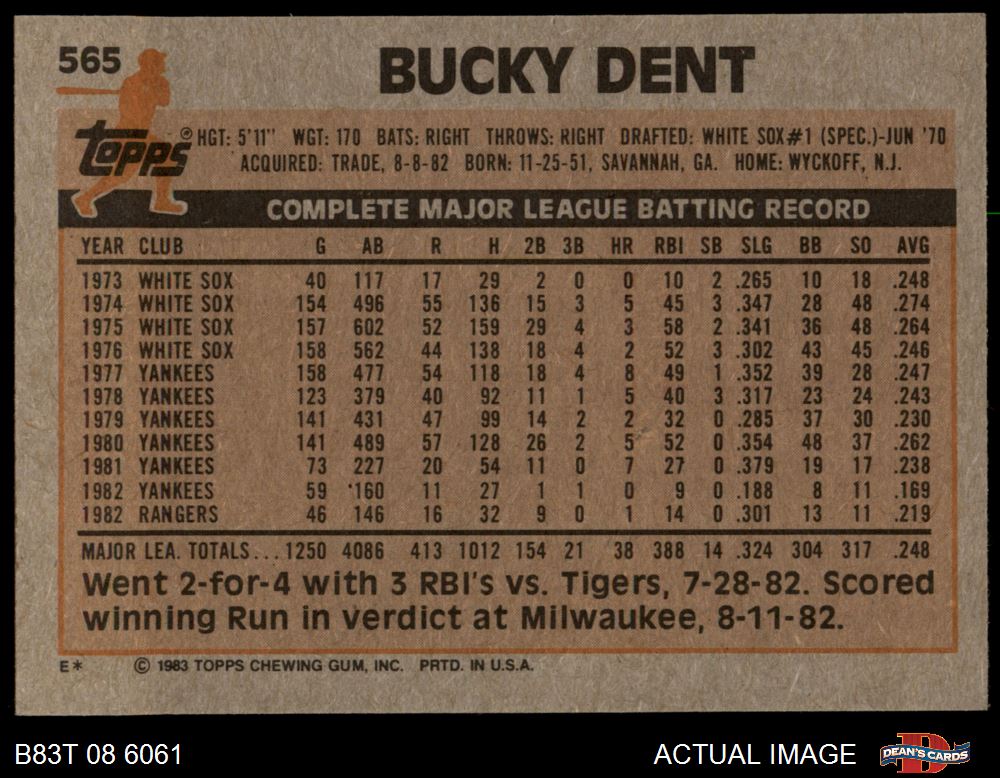 565
BUCKY DENT
Topps ® HGT: 5'11" WGT: 170 BATS: RIGHT THROWS: RIGHT DRAFTED: WHITE SOX#1 (SPEC.)-JUN '70
ACQUIRED: TRADE, 8-8-82 BORN: 11-25-51, SAVANNAH, GA. HOME: WYCKOFF, N.J.
COMPLETE MAJOR LEAGUE BATTING RECORD
YEAR CLUB G AB R H 2B 3B HR RBI SB SLG BB SO AVG
1973 WHITE SOX 40 117 17 29 2 0 0 10 2 .265 10 18 .248
1974 WHITE SOX 154 496 55 136 15 3 5 45 3 .347 28 48 .274
1975 WHITE SOX 157 602 52 159 29 4 3 58 2 .341 36 48 .264
1976 WHITE SOX 158 562 44 138 18 4 2 52 3 .302 43 45 .246
1977 YANKEES 158 477 54 118 18 4 8 49 1 .352 39 28 .247
1978 YANKEES 123 379 40 92 11 1 5 40 3 .317 23 24 .243
1979 YANKEES 141 431 47 99 14 2 2 32 0 .285 37 30 .230
1980 YANKEES 141 489 57 128 26 2 5 52 0 .354 48 37 .262
1981 YANKEES 73 227 20 54 11 0 7 27 0 .379 19 17 .238
1982 YANKEES 59 160 11 27 1 1 0 9 0 .188 8 11 .169
1982 RANGERS 46 146 16 32 9 0 1 14 0 .301 13 11 .219
MAJOR LEA. TOTALS... 1250 4086 413 1012 154 21 38 388 14 .324 304 317 .248
Went 2-for-4 with 3 RBI's vs. Tigers, 7-28-82. Scored
winning Run in verdict at Milwaukee, 8-11-82.
E* © 1983 TOPPS CHEWING GUM, INC. PRTD. IN U.S.A.
B83T 08 6061 ACTUAL IMAGE DEAN'S CARDS